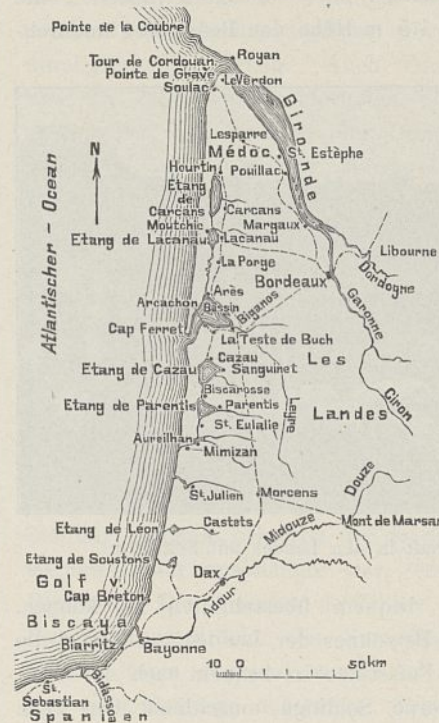 Pointe de la Coubre
Royan
Tour de Cordouan
Pointe de Grave
Le Verdon
Soulac
Gironde
Lesparre
Médoc
St. Estèphe
N
Hourtin
Pouillac
Etang
de
Carcans
Carcans
Moutchic
Margaux
Etang de Lacanau
Lacanau
Libourne
Dordogne
La Porge
Bordeaux
Atlantischer - Ocean
Arès
Arcachon
Bassin
Biganos
Garonne
Cap Ferret
La Teste de Buch
Cazau
Les
Etang de Cazau
Sanguinet
Biscarosse
Ciron
Etang de Parentis
Parentis
Leyre
Landes
St. Eulalie
Aureilhan
Mimizan
Douze
St. Julien
Morcens
Etang de Léon
Castets
Midouze
Mont de Marsan
Etang de Soustons
Golf v.
Dax
Cap Breton
Adour
Biscaya
Biarritz
Bayonne
10 0 50km
St.
Sebastian
Bidassoa
Spanien